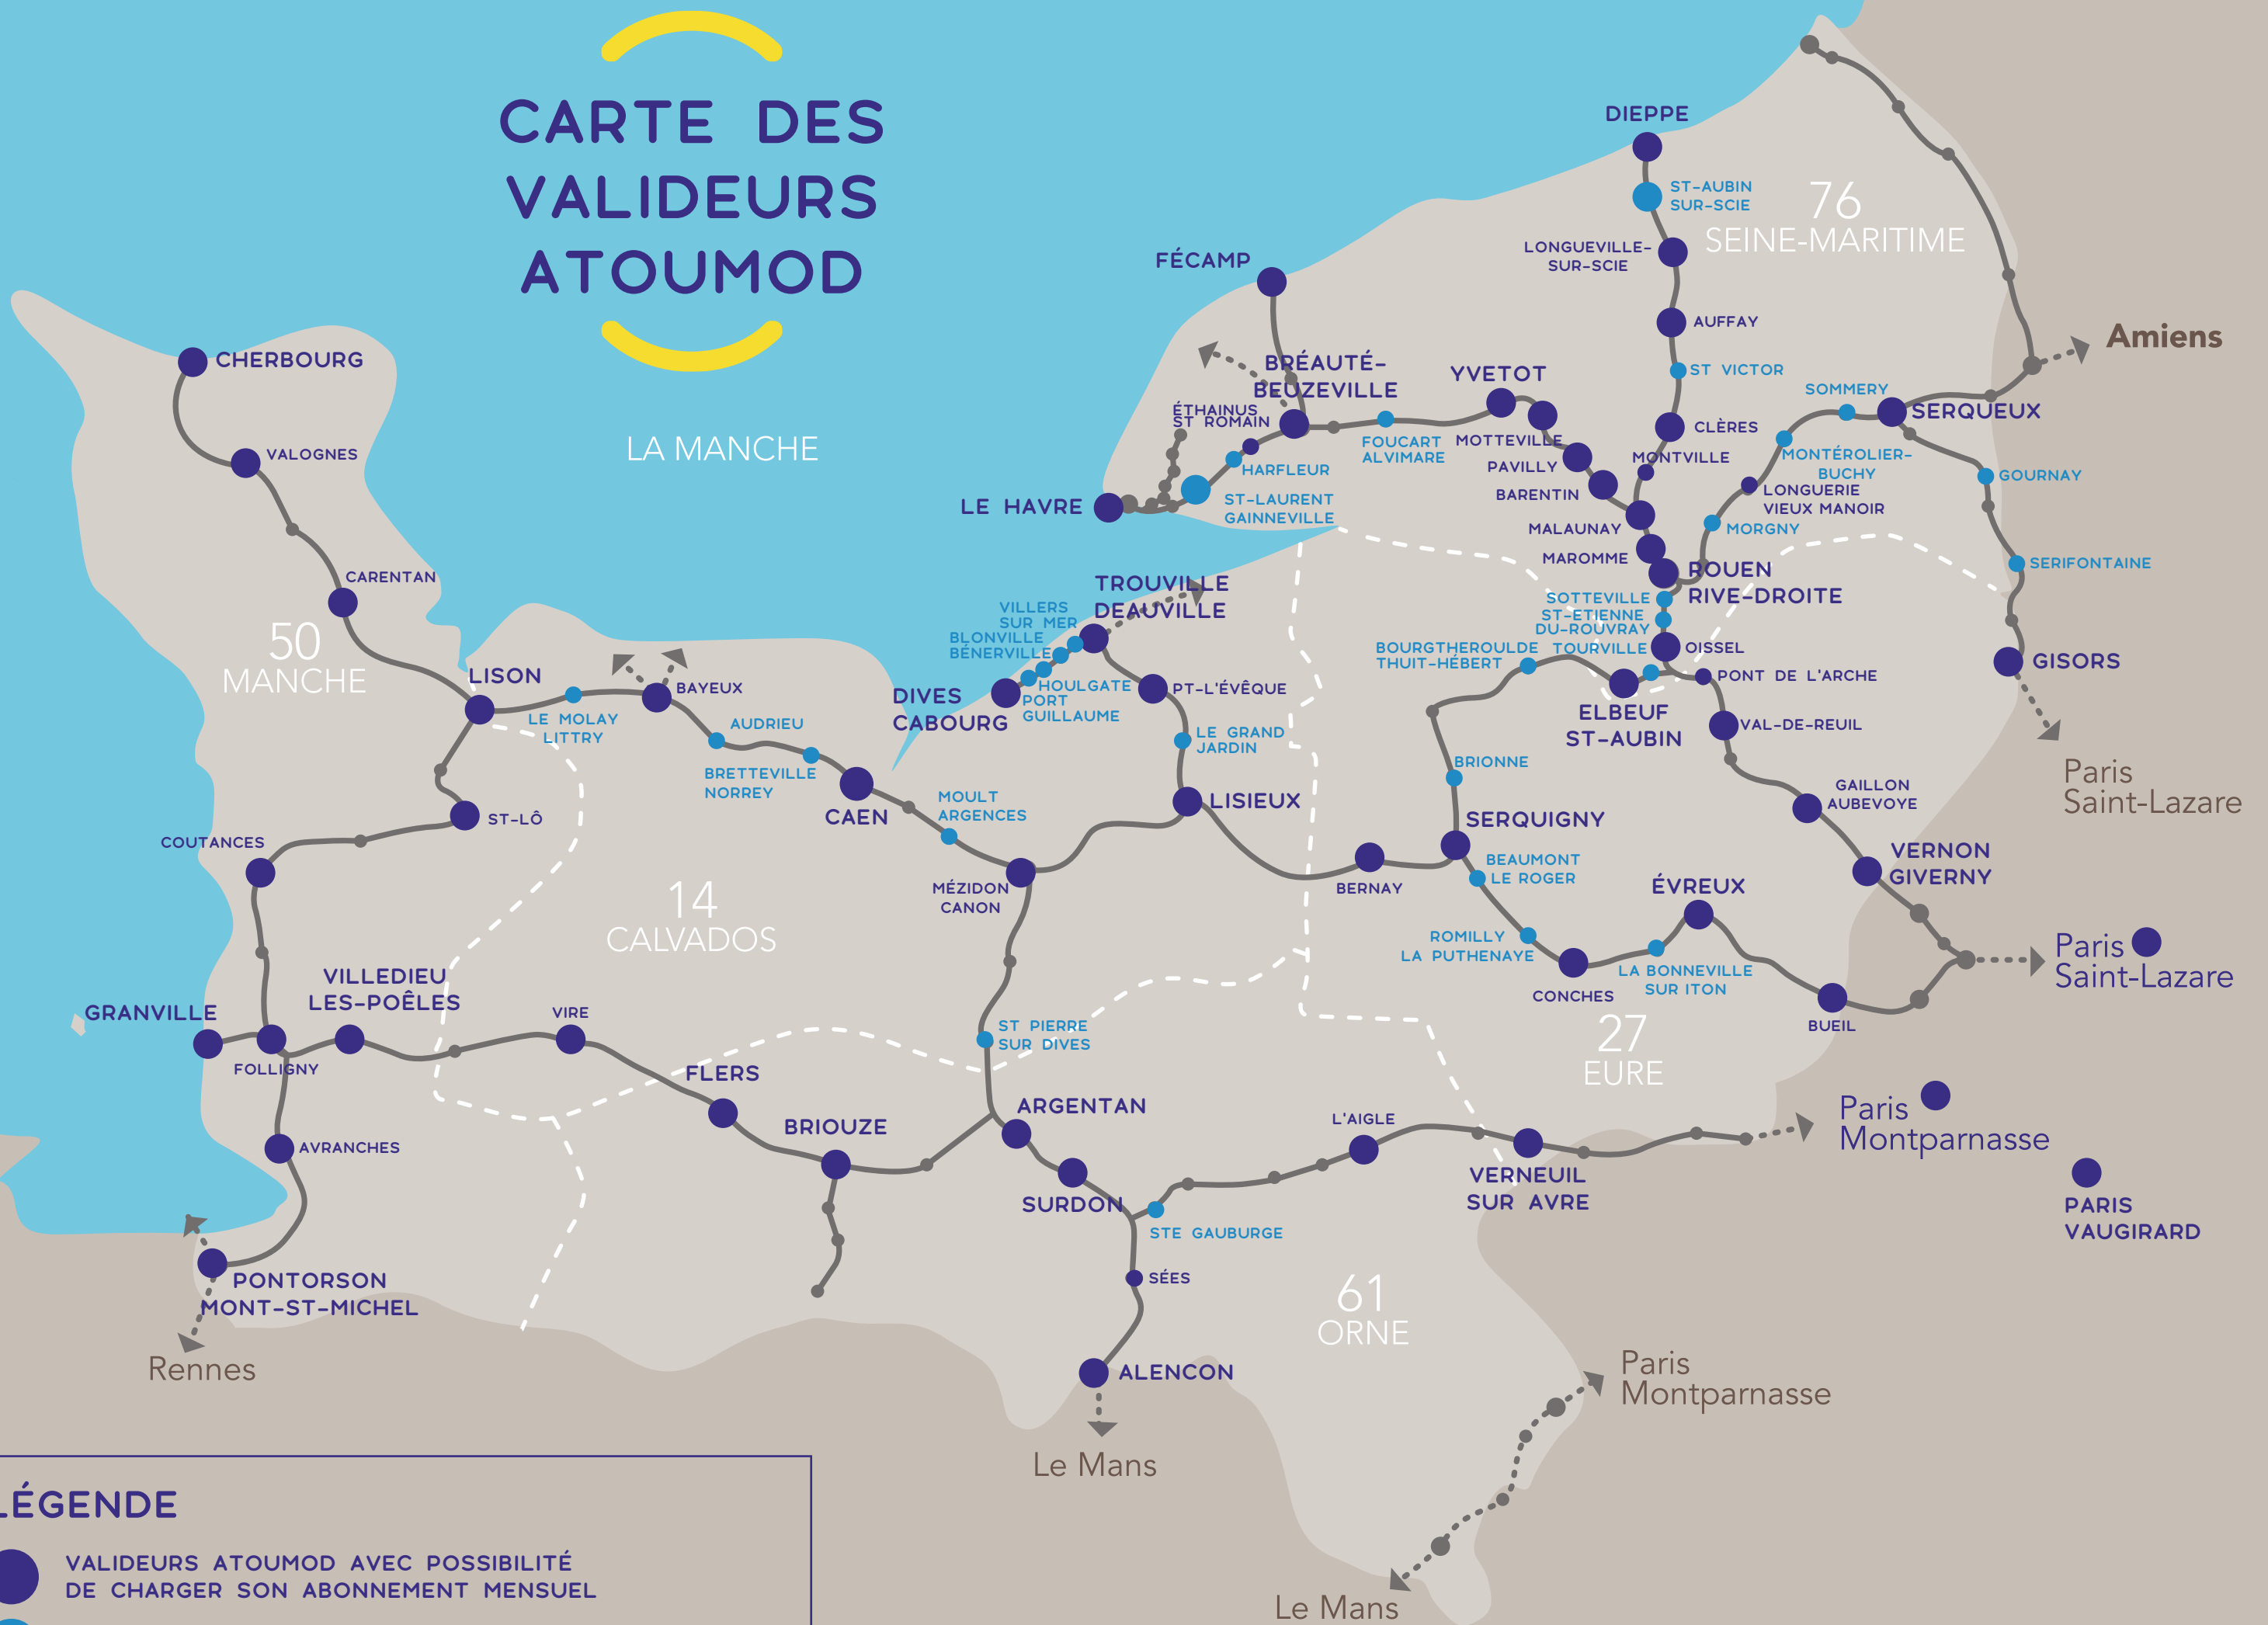 CARTE DES
VALIDEURS
ATOUMOD
LA MANCHE
DIEPPE
ST-AUBIN
SUR-SCIE
76
SEINE-MARITIME
LONGUEVILLE-
SUR-SCIE
FÉCAMP
AUFFAY
Amiens
CHERBOURG
BRÉAUTÉ-
BEUZEVILLE
YVETOT
ST VICTOR
SOMMERY
SERQUEUX
ÉTHAINUS
ST ROMAIN
FOUCART
ALVIMARE
MOTTEVILLE
CLÈRES
VALOGNES
HARFLEUR
PAVILLY
MONTVILLE
MONTÉROLIER-
BUCHY
GOURNAY
LE HAVRE
ST-LAURENT
GAINNEVILLE
BARENTIN
LONGUERIE
VIEUX MANOIR
MALAUNAY
MORGNY
MAROMME
SERIFONTAINE
CARENTAN
TROUVILLE
DEAUVILLE
ROUEN
RIVE-DROITE
VILLERS
SUR MER
BLONVILLE
BÉNERVILLE
SOTTEVILLE
ST-ETIENNE
DU-ROUVRAY
50
MANCHE
BOURGTHEROULDE
THUIT-HÉBERT
TOURVILLE
OISSEL
GISORS
LISON
BAYEUX
DIVES
CABOURG
HOULGATE
PORT
GUILLAUME
PT-L'ÉVÊQUE
PONT DE L'ARCHE
LE MOLAY
LITTRY
AUDRIEU
LE GRAND
JARDIN
ELBEUF
ST-AUBIN
VAL-DE-REUIL
BRETTEVILLE
NORREY
BRIONNE
Paris
Saint-Lazare
CAEN
MOULT
ARGENCES
LISIEUX
GAILLON
AUBEVOYE
ST-LÔ
SERQUIGNY
COUTANCES
BEAUMONT
LE ROGER
VERNON
GIVERNY
MÉZIDON
CANON
BERNAY
ÉVREUX
14
CALVADOS
ROMILLY
LA PUTHENAYE
LA BONNEVILLE
SUR ITON
Paris
Saint-Lazare
CONCHES
VILLEDIEU
LES-POÊLES
GRANVILLE
VIRE
ST PIERRE
SUR DIVES
BUEIL
27
EURE
FOLLIGNY
FLERS
ARGENTAN
L'AIGLE
Paris
Montparnasse
BRIOUZE
AVRANCHES
VERNEUIL
SUR AVRE
SURDON
STE GAUBURGE
PARIS
VAUGIRARD
PONTORSON
MONT-ST-MICHEL
SÉES
61
ORNE
Rennes
ALENCON
Paris
Montparnasse
Le Mans
Le Mans
LÉGENDE
VALIDEURS ATOUMOD AVEC POSSIBILITÉ
DE CHARGER SON ABONNEMENT MENSUEL